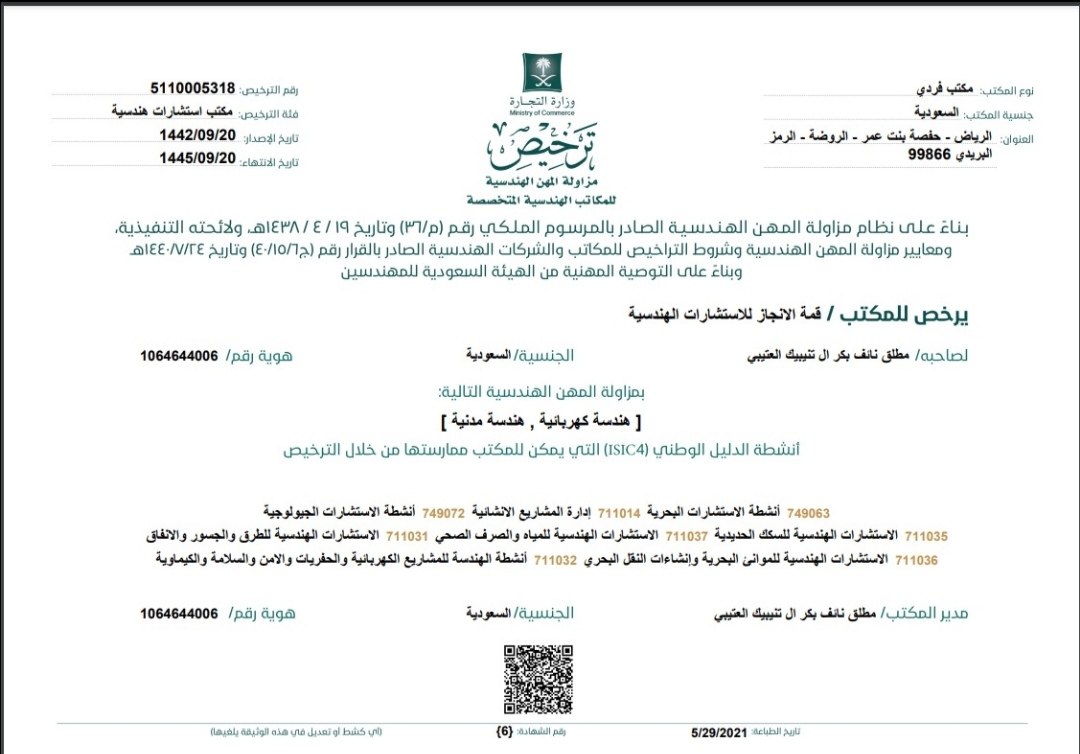 نوع المكتب: مكتب فردي
جنسية المكتب: السعودية
العنوان: الرياض - حفصة بنت عمر - الروضة - الرمز
البريدي 99866
وزارة التجارة
Ministry of Commerce
ترخيص
مزاولة المهن الهندسية
للمكاتب الهندسية المتخصصة
رقم الترخيص: 5110005318
فئة الترخيص: مكتب استشارات هندسية
تاريخ الإصدار: 1442/09/20
تاريخ الانتهاء: 1445/09/20
بناءً على نظام مزاولة المهن الهندسية الصادر بالمرسوم الملكي رقم (م/٣٦) وتاريخ ١٩ / ٤ / ١٤٣٨هـ، ولائحته التنفيذية،
ومعايير مزاولة المهن الهندسية وشروط التراخيص للمكاتب والشركات الهندسية الصادر بالقرار رقم (ج٤٠/١٥/٦) وتاريخ ١٤٤٠/٧/٢٤هـ
وبناءً على التوصية المهنية من الهيئة السعودية للمهندسين
يرخص للمكتب / قمة الانجاز للاستشارات الهندسية
لصاحبه/ مطلق نائف بكر ال تنيبيك العتيبي الجنسية/ السعودية هوية رقم/ 1064644006
بمزاولة المهن الهندسية التالية:
[ هندسة كهربائية , هندسة مدنية ]
أنشطة الدليل الوطني (ISIC4) التي يمكن للمكتب ممارستها من خلال الترخيص
749063 أنشطة الاستشارات البحرية 711014 إدارة المشاريع الانشائية 749072 أنشطة الاستشارات الجيولوجية
711035 الاستشارات الهندسية للسكك الحديدية 711037 الاستشارات الهندسية للمياه والصرف الصحي 711031 الاستشارات الهندسية للطرق والجسور والانفاق
711036 الاستشارات الهندسية للموانئ البحرية وإنشاءات النقل البحري 711032 أنشطة الهندسة للمشاريع الكهربائية والحفريات والامن والسلامة والكيماوية
مدير المكتب/ مطلق نائف بكر ال تنيبيك العتيبي الجنسية/ السعودية هوية رقم/ 1064644006
تاريخ الطباعة: 5/29/2021 رقم الشهادة: {6} (أي كشط أو تعديل في هذه الوثيقة يلغيها)